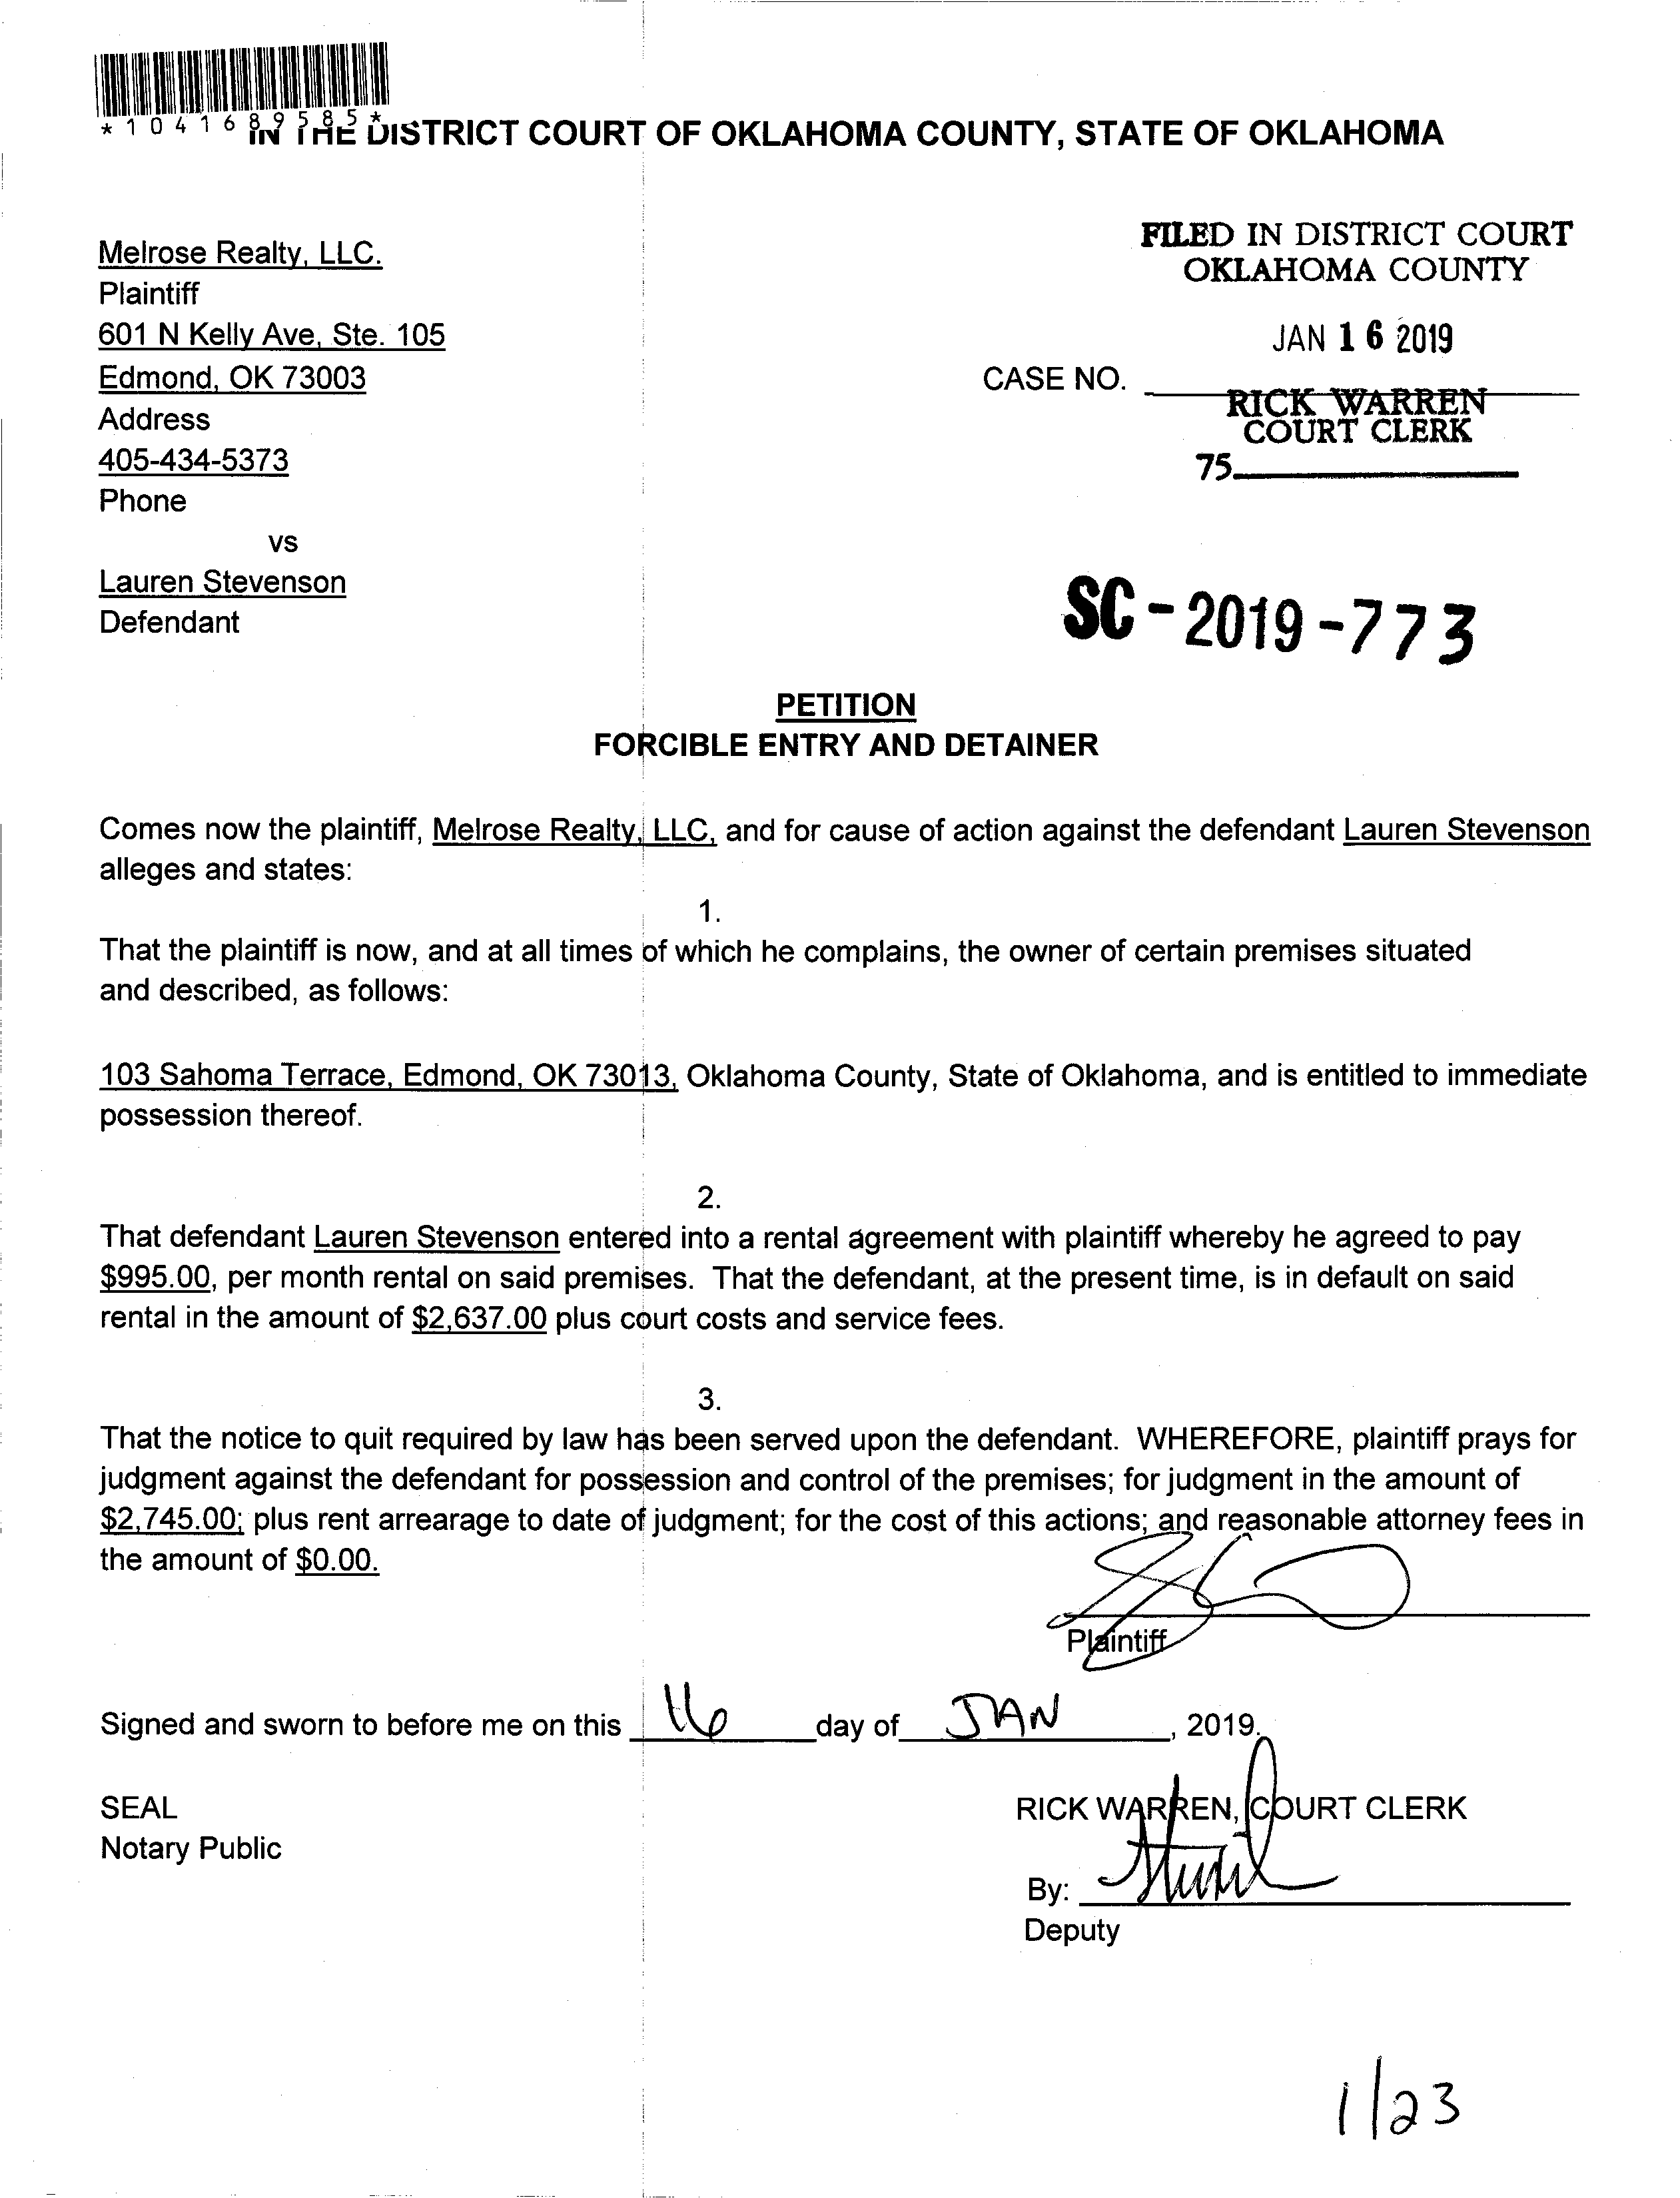 *1041689585*
IN THE DISTRICT COURT OF OKLAHOMA COUNTY, STATE OF OKLAHOMA
FILED IN DISTRICT COURT
OKLAHOMA COUNTY
JAN 16 2019
RICK WARREN
COURT CLERK
75
Melrose Realty, LLC.
Plaintiff
601 N Kelly Ave, Ste. 105
Edmond, OK 73003
CASE NO.
Address
405-434-5373
Phone
vs
Lauren Stevenson
Defendant
SC-2019-773
PETITION
FORCIBLE ENTRY AND DETAINER
Comes now the plaintiff, Melrose Realty, LLC, and for cause of action against the defendant Lauren Stevenson
alleges and states:
1.
That the plaintiff is now, and at all times of which he complains, the owner of certain premises situated
and described, as follows:
103 Sahoma Terrace, Edmond, OK 73013, Oklahoma County, State of Oklahoma, and is entitled to immediate
possession thereof.
2.
That defendant Lauren Stevenson entered into a rental agreement with plaintiff whereby he agreed to pay
$995.00, per month rental on said premises. That the defendant, at the present time, is in default on said
rental in the amount of $2,637.00 plus court costs and service fees.
3.
That the notice to quit required by law has been served upon the defendant. WHEREFORE, plaintiff prays for
judgment against the defendant for possession and control of the premises; for judgment in the amount of
$2,745.00; plus rent arrearage to date of judgment; for the cost of this actions; and reasonable attorney fees in
the amount of $0.00.
Plaintiff
Signed and sworn to before me on this 16 day of JAN, 2019.
SEAL
Notary Public
RICK WARREN, COURT CLERK
By:
Deputy
1/23